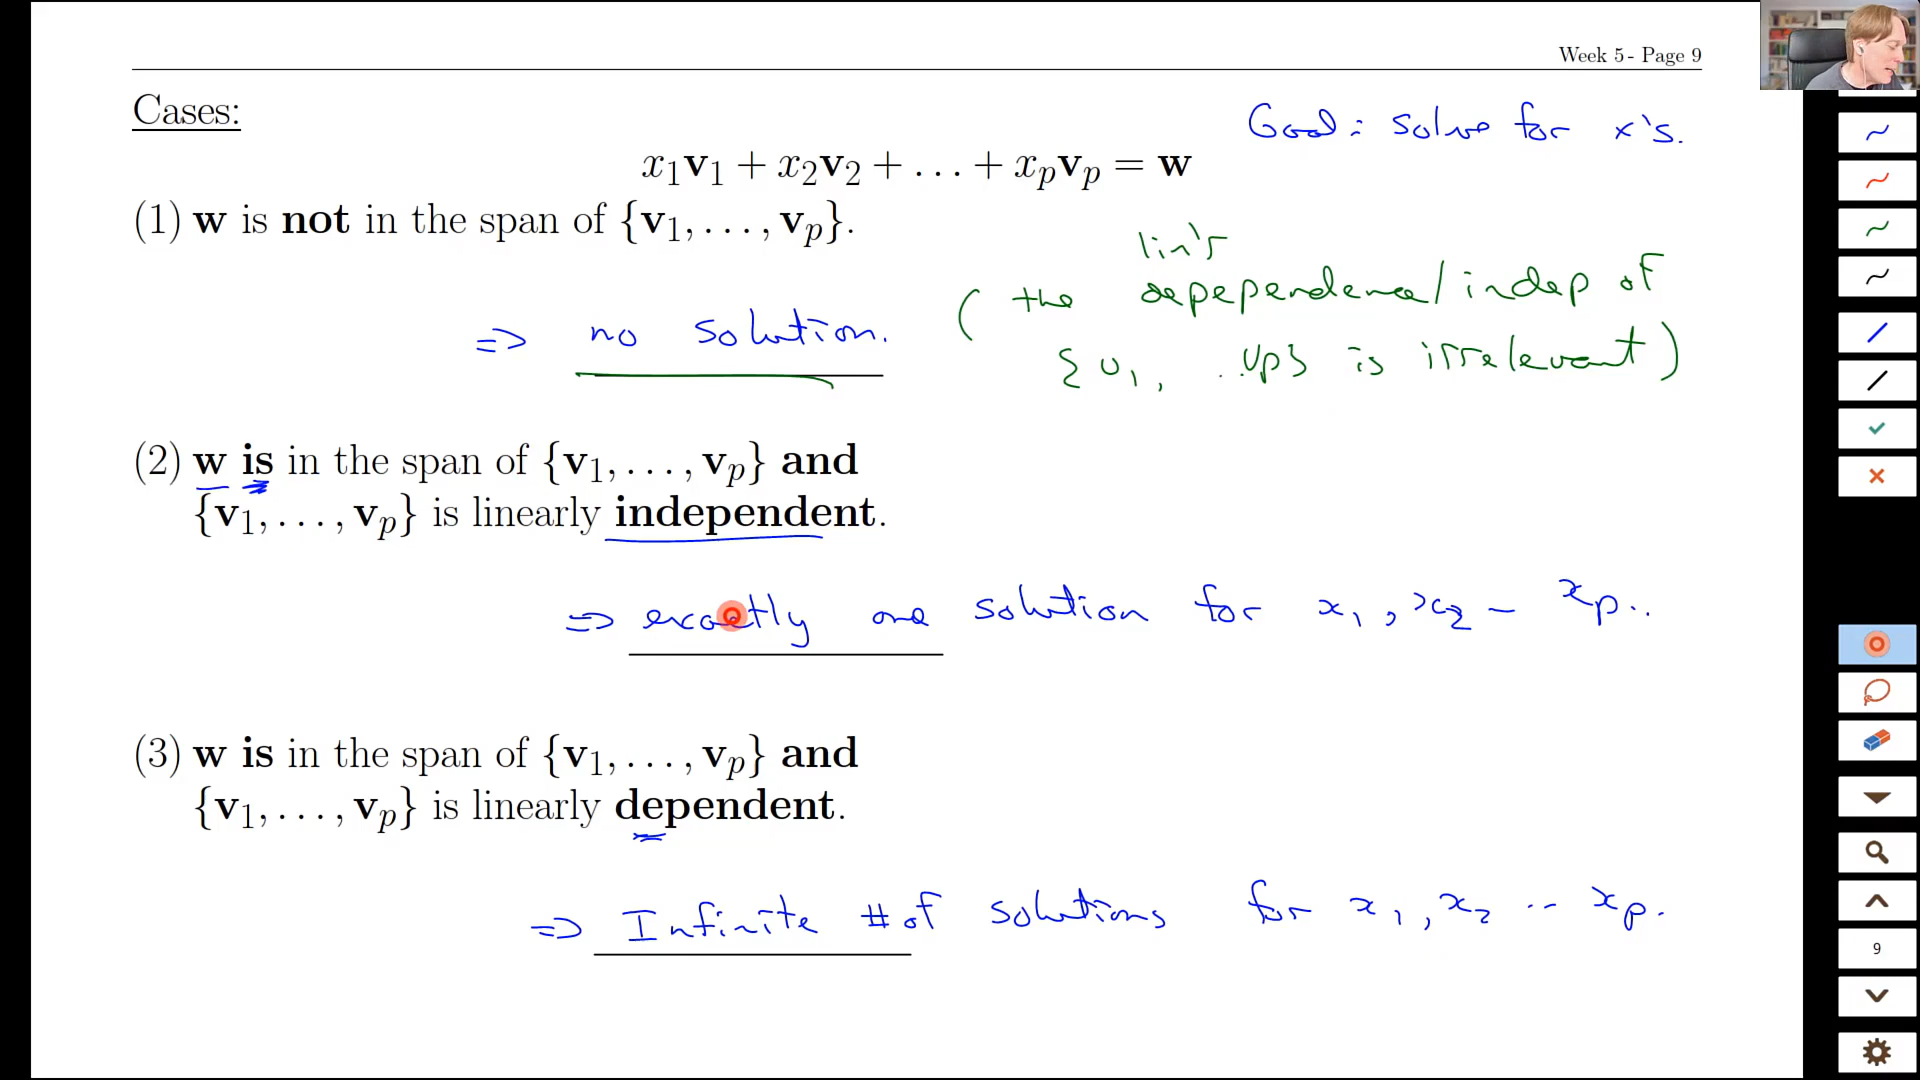 Week 5 - Page 9
Cases:
Goal: solve for x's.
x₁v₁ + x₂v₂ + ... + xₚvₚ = w
(1) w is not in the span of {v₁, ..., vₚ}.
lin'r
(the depependence/indep of
⇒ no solution.
{v₁, ..vₚ} is irrelevant)
(2) w is in the span of {v₁, ..., vₚ} and
{v₁, ..., vₚ} is linearly independent.
⇒ exactly one solution for x₁, x₂ – xₚ..
(3) w is in the span of {v₁, ..., vₚ} and
{v₁, ..., vₚ} is linearly dependent.
⇒ Infinite # of solutions for x₁, x₂ -- xₚ.
9